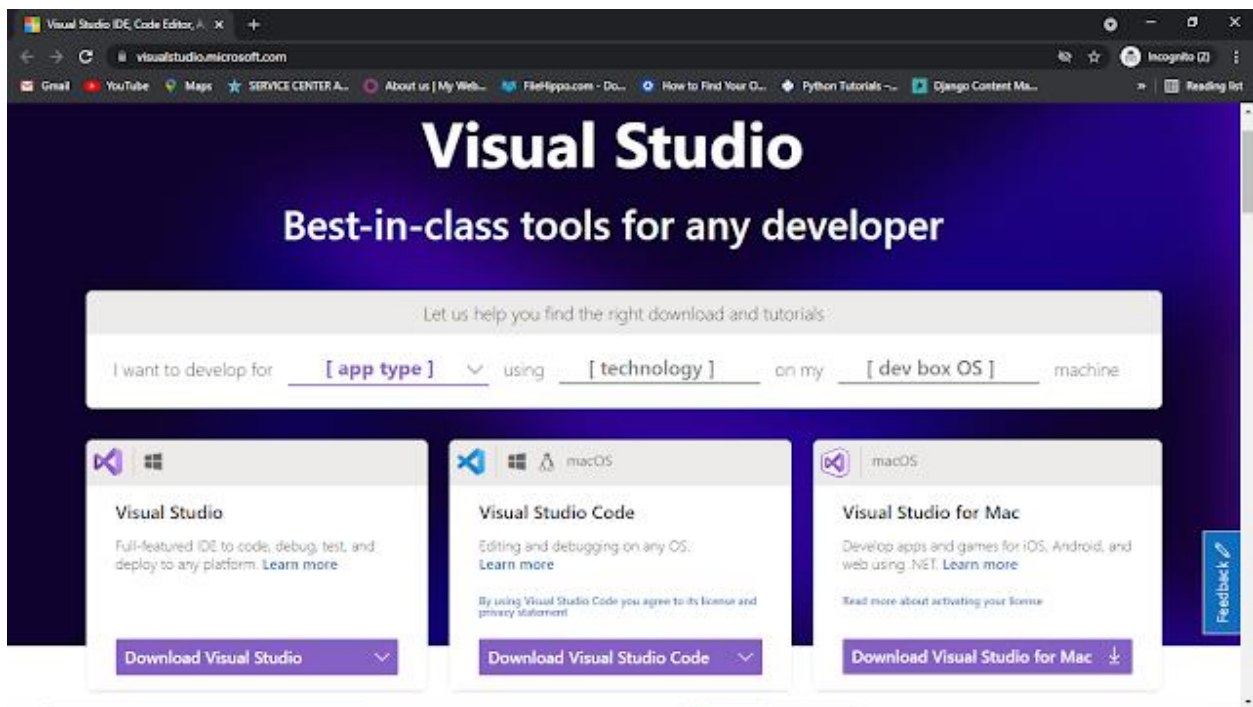 Visual Studio IDE, Code Editor, A
visualstudio.microsoft.com
Incognito (2)
Gmail YouTube Maps SERVICE CENTER A... About us | My Web... FileHippo.com - Do... How to Find Your O... Python Tutorials –... Django Content Ma... » Reading list
Visual Studio
Best-in-class tools for any developer
Let us help you find the right download and tutorials
I want to develop for [ app type ] using [ technology ] on my [ dev box OS ] machine
Visual Studio
Full-featured IDE to code, debug, test, and
deploy to any platform. Learn more
Download Visual Studio
macOS
Visual Studio Code
Editing and debugging on any OS.
Learn more
By using Visual Studio Code you agree to its license and
privacy statement
Download Visual Studio Code
macOS
Visual Studio for Mac
Develop apps and games for iOS, Android, and
web using .NET. Learn more
Read more about activating your license
Download Visual Studio for Mac
Feedback